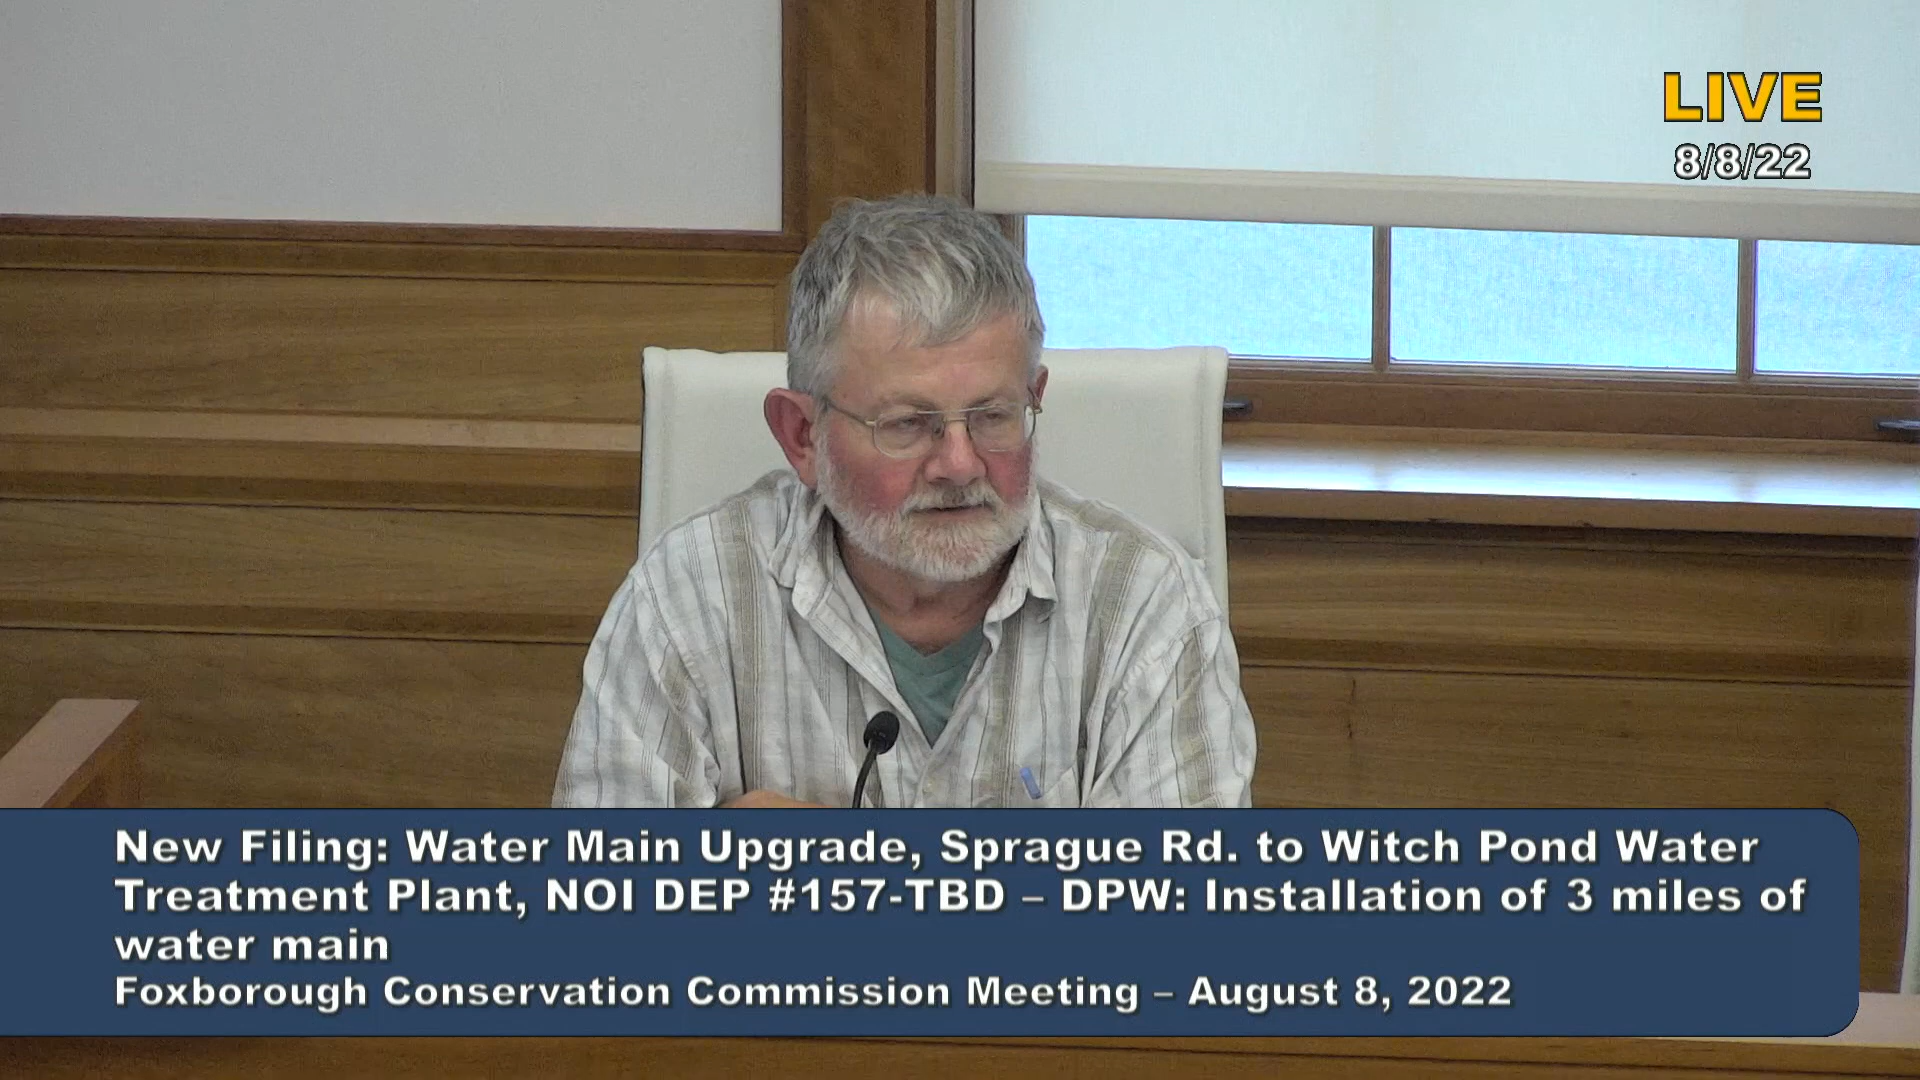 LIVE
8/8/22
New Filing: Water Main Upgrade, Sprague Rd. to Witch Pond Water
Treatment Plant, NOI DEP #157-TBD – DPW: Installation of 3 miles of
water main
Foxborough Conservation Commission Meeting – August 8, 2022